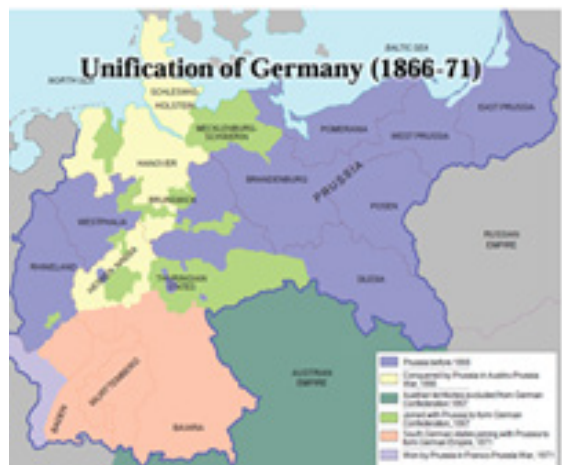 BALTIC SEA
Unification of Germany (1866-71)
NORTH SEA
SCHLESWIG
HOLSTEIN
EAST PRUSSIA
MECKLENBURG-
SCHWERIN
POMERANIA
WEST PRUSSIA
HANOVER
PRUSSIA
BRANDENBURG
BRUNSWICK
POSEN
WESTPHALIA
RUSSIAN
EMPIRE
RHINELAND
HESSE-NASSAU
THURINGIAN
STATES
SILESIA
AUSTRIAN
EMPIRE
WURTTEMBERG
BADEN
BAVARIA
Prussia before 1866
Conquered by Prussia in Austro-Prussia
War, 1866
Austrian territories excluded from German
Confederation 1867
Joined with Prussia to form German
Confederation, 1867
South German states joining with Prussia to
form German Empire, 1871
Won by Prussia in Franco-Prussia War, 1871